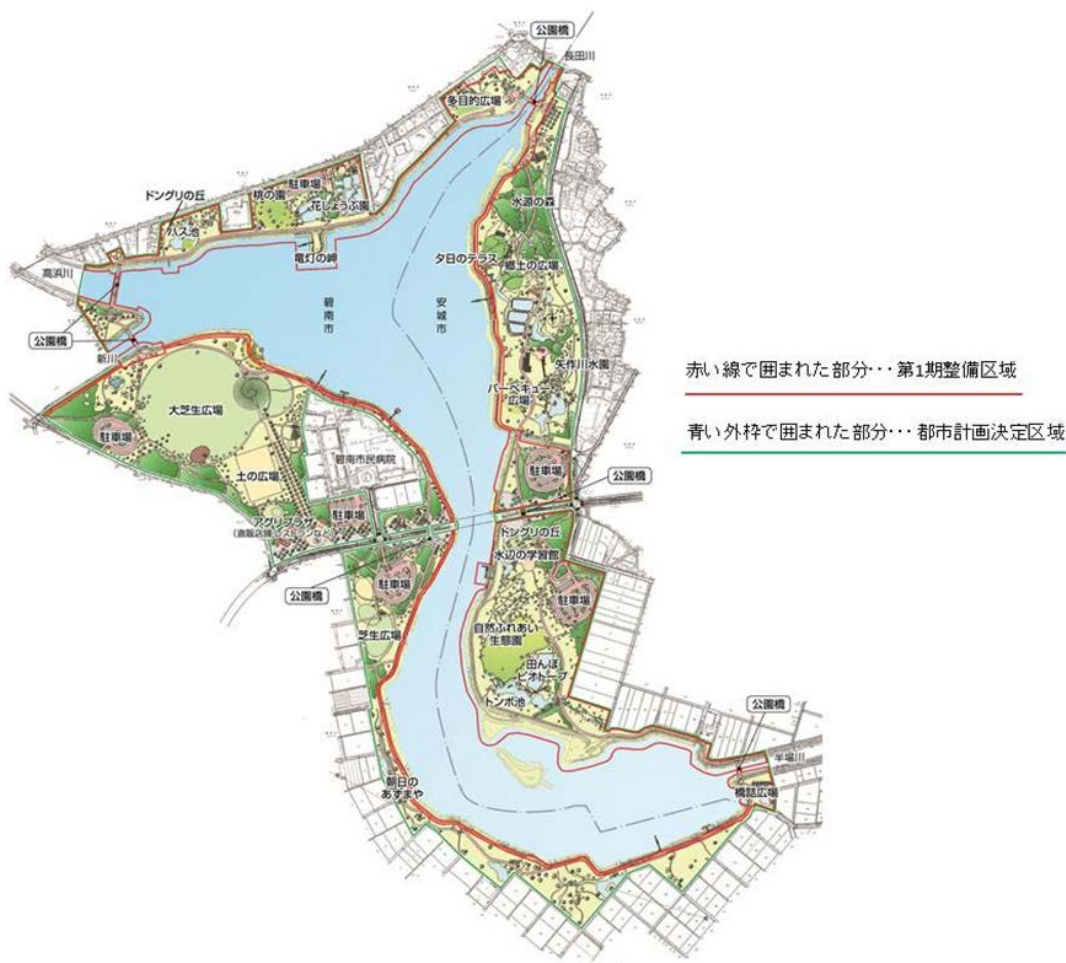 公園橋
長田川
多目的広場
ドングリの丘
駐車場
桃の園
花しょうぶ園
ハス池
水源の森
竜灯の岬
夕日のテラス
郷土の広場
高浜川
碧南市
安城市
公園橋
新川
矢作川水園
バーベキュー
広場
大芝生広場
駐車場
碧南市民病院
土の広場
駐車場
公園橋
アグリプラザ
(直販店舗・レストランなど)
駐車場
ドングリの丘
水辺の学習館
公園橋
駐車場
駐車場
芝生広場
自然ふれあい
生態園
田んぼ
ビオトープ
トンボ池
公園橋
半場川
朝日の
あずまや
橋詰広場
赤い線で囲まれた部分･･･第1期整備区域
青い外枠で囲まれた部分･･･都市計画決定区域